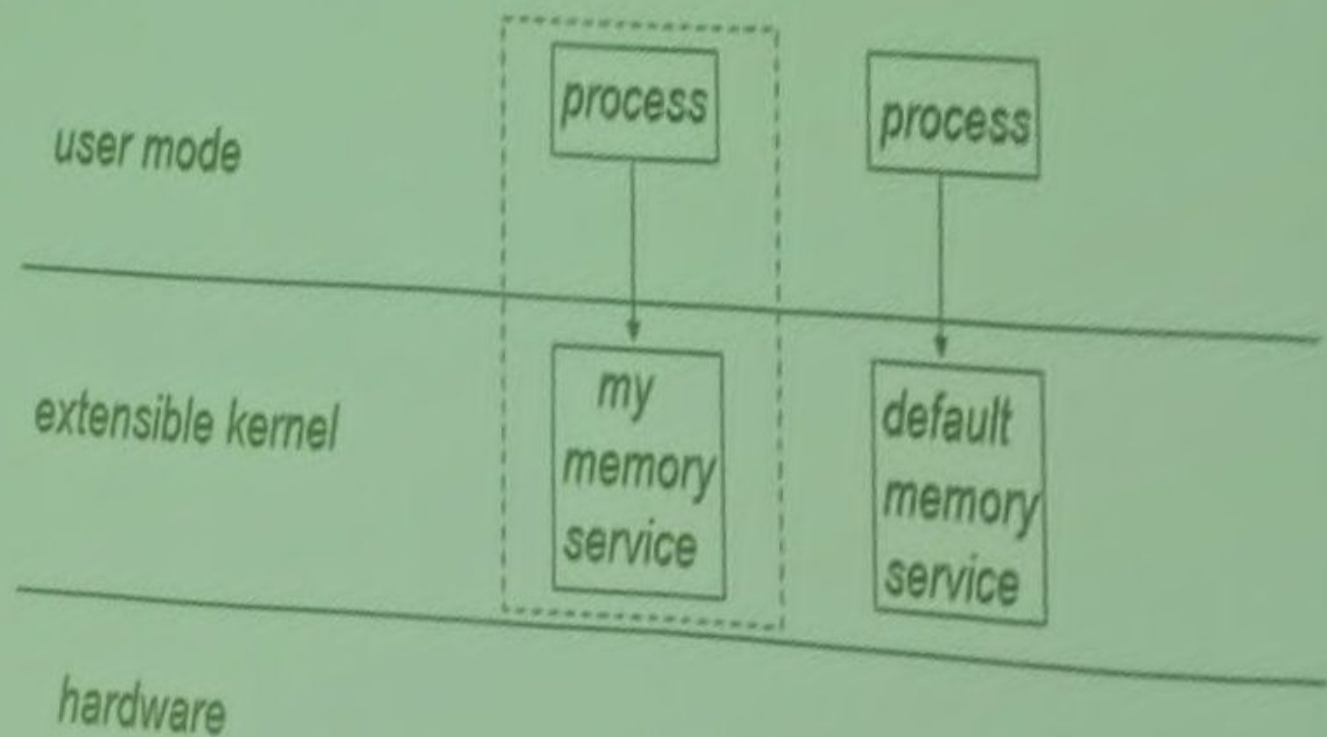 process
process
user mode
my
memory
service
default
memory
service
extensible kernel
hardware